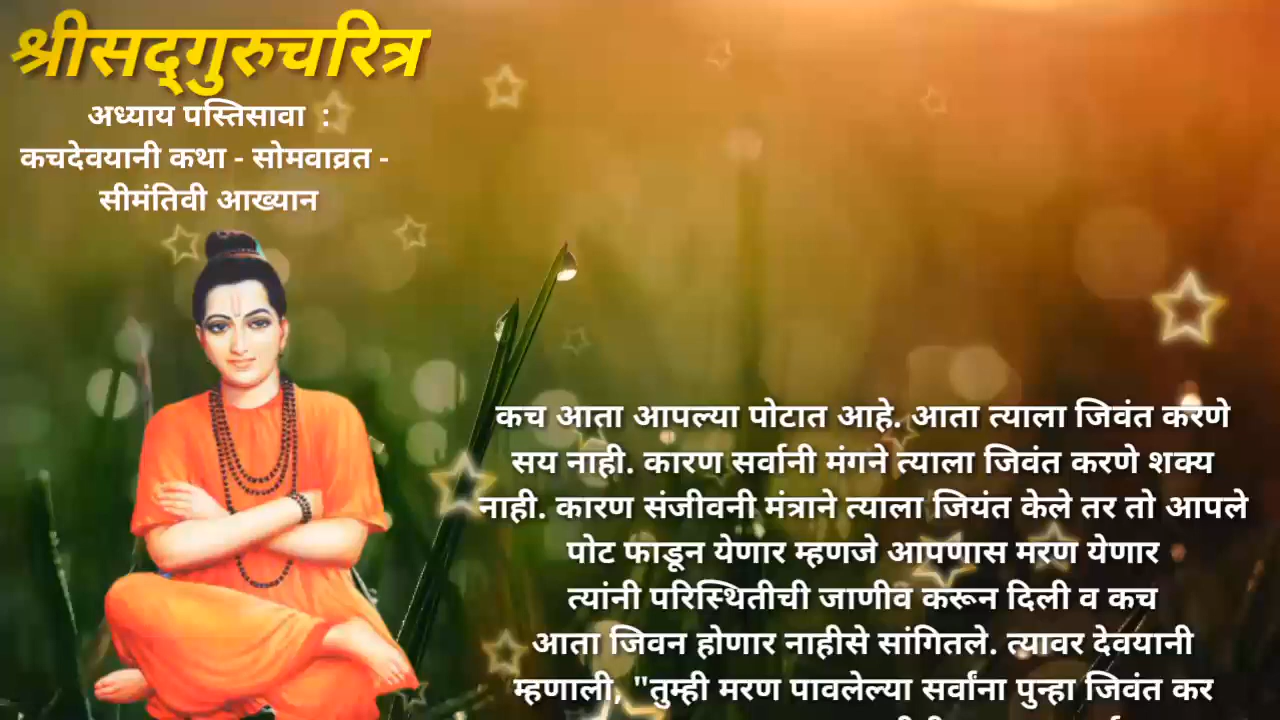 श्रीसद्‌गुरुचरित्र
अध्याय पस्तिसावा :
कचदेवयानी कथा - सोमवाव्रत -
सीमंतिवी आख्यान
कच आता आपल्या पोटात आहे. आता त्याला जिवंत करणे
सय नाही. कारण सर्वानी मंगने त्याला जिवंत करणे शक्य
नाही. कारण संजीवनी मंत्राने त्याला जियंत केले तर तो आपले
पोट फाडून येणार म्हणजे आपणास मरण येणार
त्यांनी परिस्थितीची जाणीव करून दिली व कच
आता जिवन होणार नाहीसे सांगितले. त्यावर देवयानी
म्हणाली, "तुम्ही मरण पावलेल्या सर्वांना पुन्हा जिवंत कर